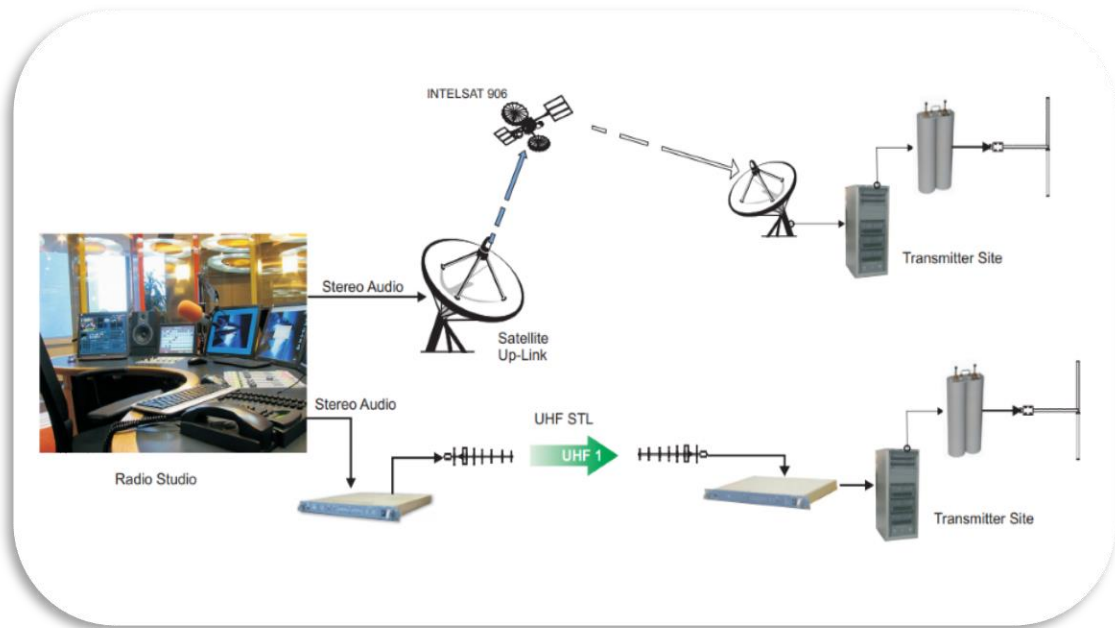 INTELSAT 906
Stereo Audio
Satellite
Up-Link
Transmitter Site
Stereo Audio
UHF STL
UHF 1
Radio Studio
Transmitter Site